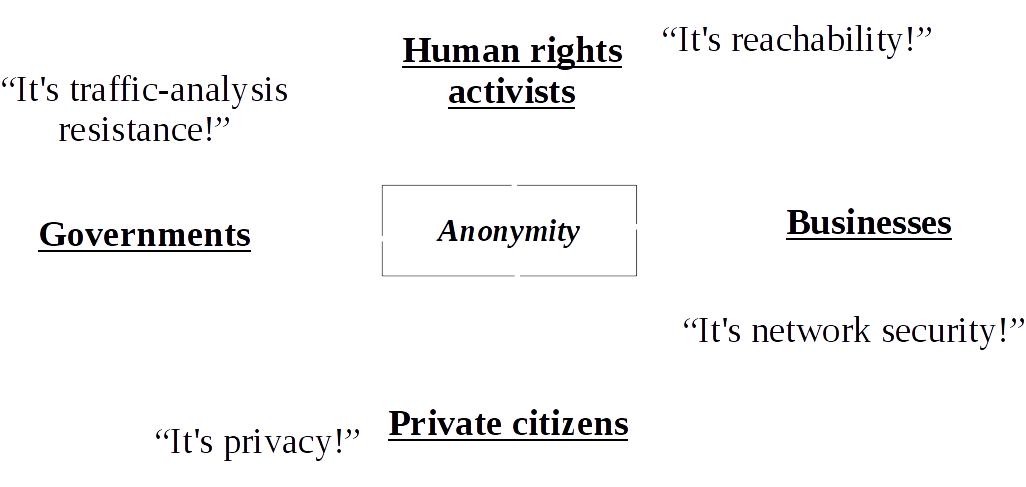 Human rights
activists
“It's reachability!”
“It's traffic-analysis
resistance!”
Governments
Anonymity
Businesses
“It's network security!”
Private citizens
“It's privacy!”